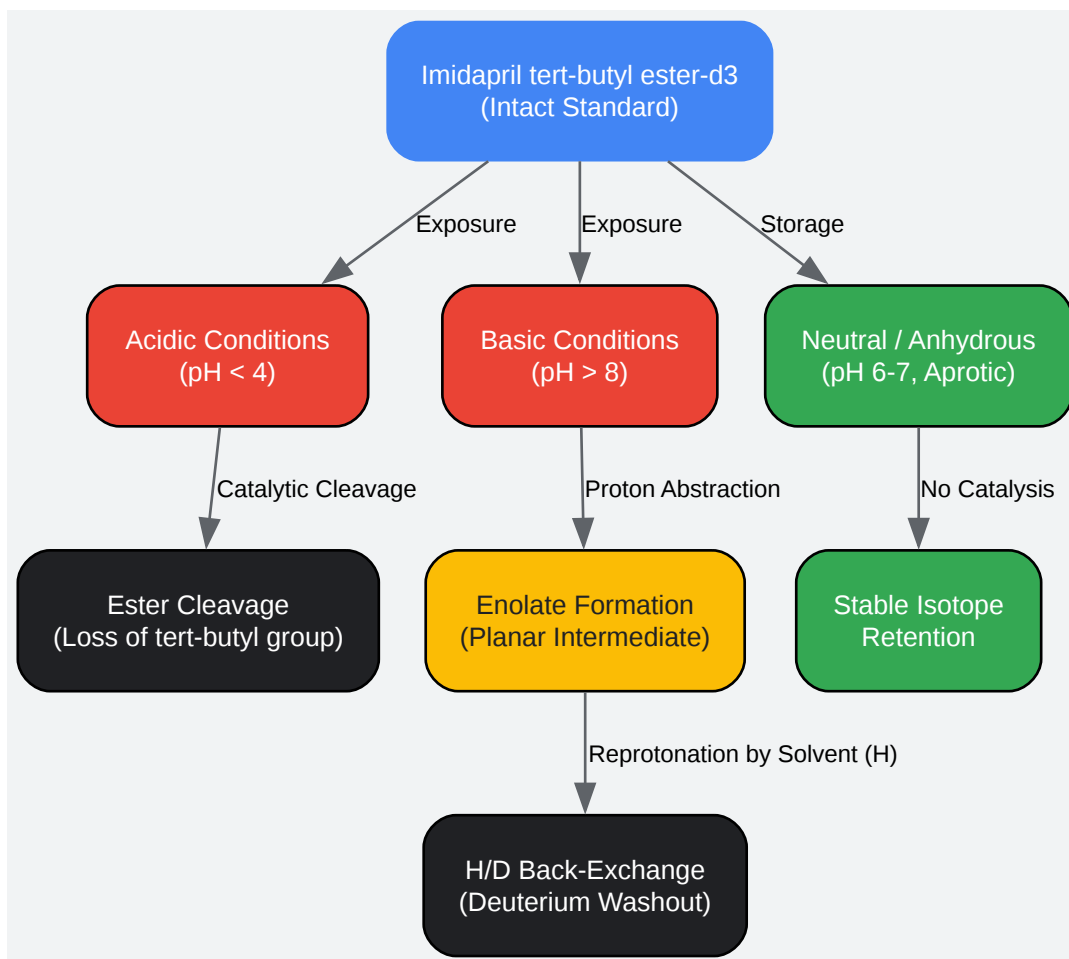 Imidapril tert-butyl ester-d3
(Intact Standard)
Exposure
Exposure
Storage
Acidic Conditions
(pH < 4)
Basic Conditions
(pH > 8)
Neutral / Anhydrous
(pH 6-7, Aprotic)
Catalytic Cleavage
Proton Abstraction
No Catalysis
Ester Cleavage
(Loss of tert-butyl group)
Enolate Formation
(Planar Intermediate)
Stable Isotope
Retention
Reprotonation by Solvent (H)
H/D Back-Exchange
(Deuterium Washout)